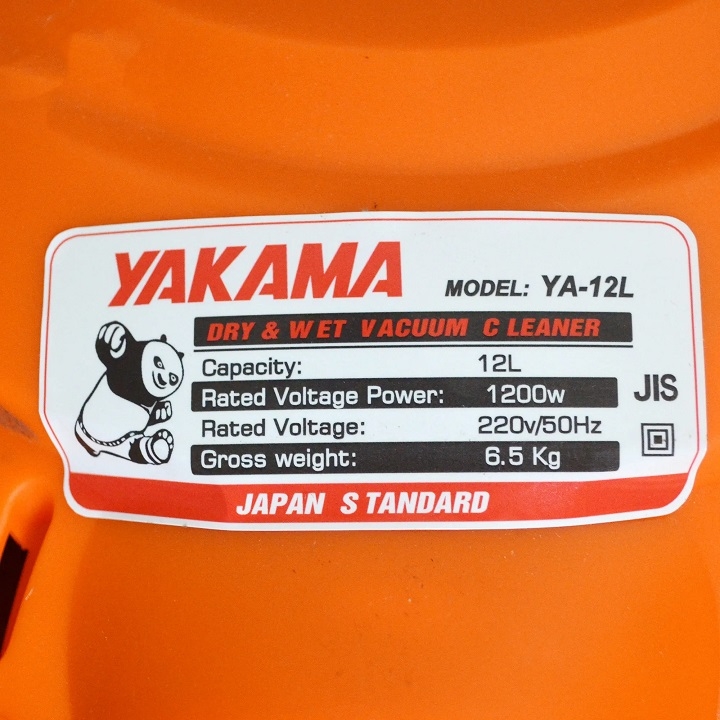 YAKAMA
MODEL: YA-12L
DRY & WET VACUUM CLEANER
Capacity: 12L
Rated Voltage Power: 1200w
Rated Voltage: 220v/50Hz
Gross weight: 6.5 Kg
JIS
JAPAN STANDARD